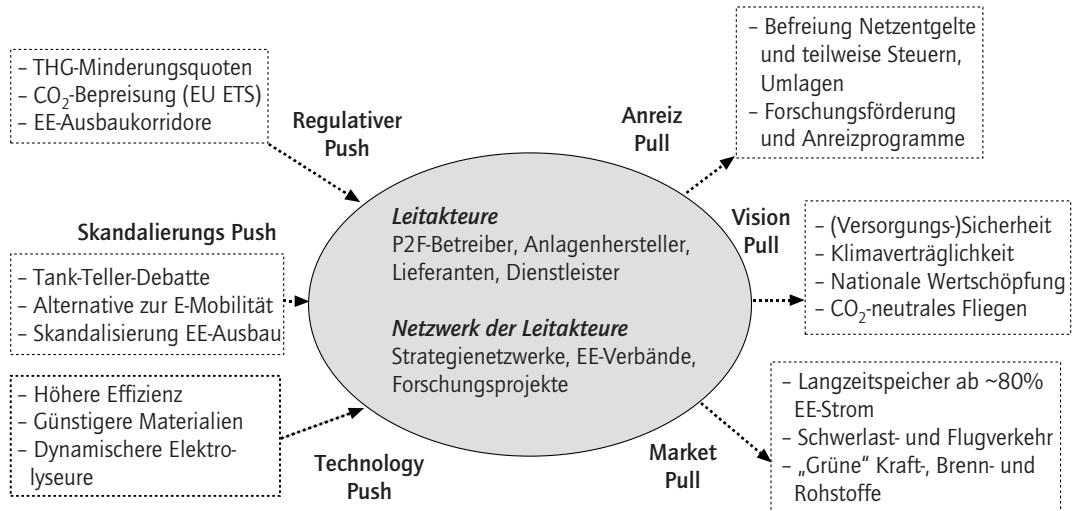 – THG-Minderungsquoten
– CO₂-Bepreisung (EU ETS)
– EE-Ausbaukorridore
Regulativer
Push
Skandalierungs Push
– Tank-Teller-Debatte
– Alternative zur E-Mobilität
– Skandalisierung EE-Ausbau
– Höhere Effizienz
– Günstigere Materialien
– Dynamischere Elektro-
lyseure
Technology
Push
Leitakteure
P2F-Betreiber, Anlagenhersteller,
Lieferanten, Dienstleister
Netzwerk der Leitakteure
Strategienetzwerke, EE-Verbände,
Forschungsprojekte
Anreiz
Pull
– Befreiung Netzentgelte
und teilweise Steuern,
Umlagen
– Forschungsförderung
und Anreizprogramme
Vision
Pull
– (Versorgungs-)Sicherheit
– Klimaverträglichkeit
– Nationale Wertschöpfung
– CO₂-neutrales Fliegen
Market
Pull
– Langzeitspeicher ab ~80%
EE-Strom
– Schwerlast- und Flugverkehr
– „Grüne“ Kraft-, Brenn- und
Rohstoffe